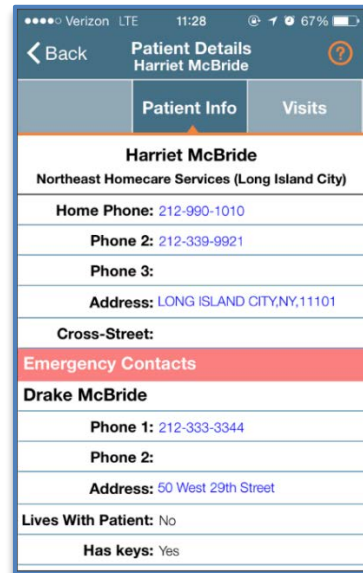 Verizon LTE 11:28 67%
Back Patient Details ?
Harriet McBride
Patient Info Visits
Harriet McBride
Northeast Homecare Services (Long Island City)
Home Phone: 212-990-1010
Phone 2: 212-339-9921
Phone 3:
Address: LONG ISLAND CITY,NY,11101
Cross-Street:
Emergency Contacts
Drake McBride
Phone 1: 212-333-3344
Phone 2:
Address: 50 West 29th Street
Lives With Patient: No
Has keys: Yes